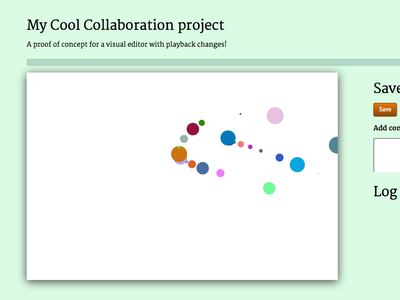 My Cool Collaboration project
A proof of concept for a visual editor with playback changes!
Save
Save
Add com
Log